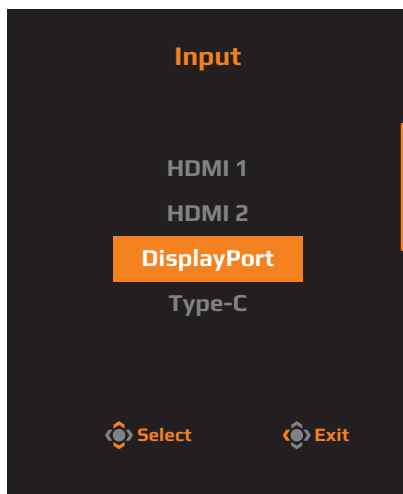 Input
HDMI 1
HDMI 2
DisplayPort
Type-C
Select Exit